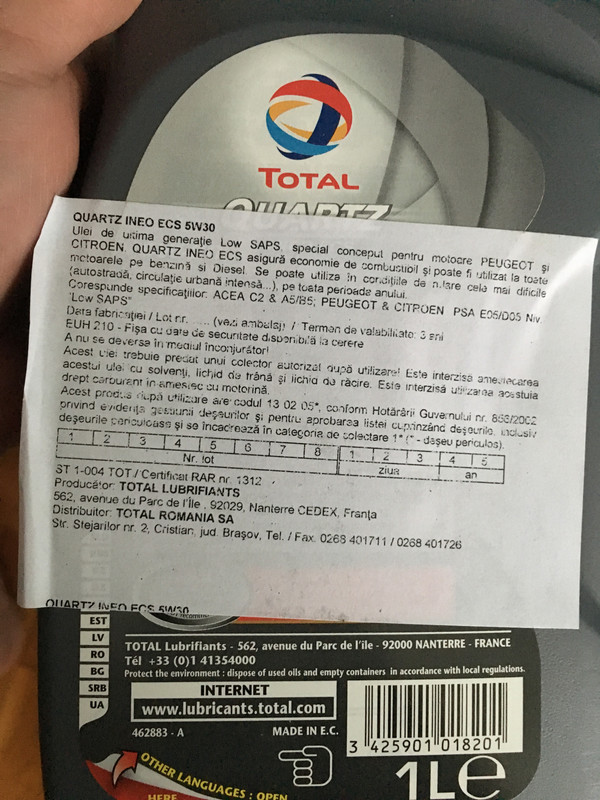 TOTAL
QUARTZ
QUARTZ INEO ECS 5W30
Ulei de ultima generaţie Low SAPS, special conceput pentru motoare PEUGEOT şi
CITROEN. QUARTZ INEO ECS asigură economie de combustibil şi poate fi utilizat la toate
motoarele pe benzină si Diesel. Se poate utiliza în condiţiile de rulare cele mai dificile
(autostradă, circulaţie urbană intensă...), pe toata perioada anului.
Corespunde specificaţiilor: ACEA C2 & A5/B5; PEUGEOT & CITROEN PSA E05/D05 Niv.
"Low SAPS"
Data fabricaţiei / Lot nr. .... (vezi ambalaj) / Termen de valabilitate: 3 ani
EUH 210 - Fişa cu date de securitate disponibilă la cerere
A nu se deversa în mediul înconjurător!
Acest ulei trebuie predat unui colector autorizat după utilizare! Este interzisă amestecarea
acestui ulei cu solvenţi, lichid de frână şi lichid de răcire. Este interzisă utilizarea acestuia
drept carburant în amestec cu motorină.
Acest produs după utilizare are codul 13 02 05*, conform Hotărârii Guvernului nr. 856/2002
privind evidenţa gestiunii deşeurilor şi pentru aprobarea listei cuprinzând deşeurile, inclusiv
deşeurile periculoase şi se încadrează în categoria de colectare 1* (* - deşeu periculos).
1 2 3 4 5 6 7 8 1 2 3 4 5
Nr. lot ziua an
ST 1-004 TOT / Certificat RAR nr. 1312
Producător: TOTAL LUBRIFIANTS
562, avenue du Parc de l'Île , 92029, Nanterre CEDEX, Franţa
Distribuitor: TOTAL ROMANIA SA
Str. Stejarilor nr. 2, Cristian, jud. Braşov, Tel. / Fax. 0268 401711 / 0268 401726
QUARTZ INEO ECS 5W30
EST
LV
RO
BG
SRB
UA
TOTAL Lubrifiants - 562, avenue du Parc de l'île - 92000 NANTERRE - FRANCE
Tél +33 (0)1 41354000
Protect the environment : dispose of used oils and empty containers in accordance with local regulations.
INTERNET
www.lubricants.total.com
462883 - A MADE IN E.C.
3 425901 018201
OTHER LANGUAGES : OPEN
HERE
1L e